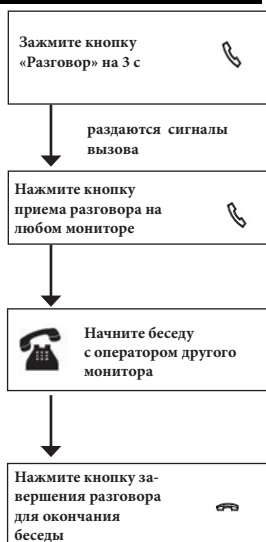 Зажмите кнопку
«Разговор» на 3 с
раздаются сигналы
вызова
Нажмите кнопку
приема разговора на
любом мониторе
Начните беседу
с оператором другого
монитора
Нажмите кнопку за-
вершения разговора
для окончания
беседы